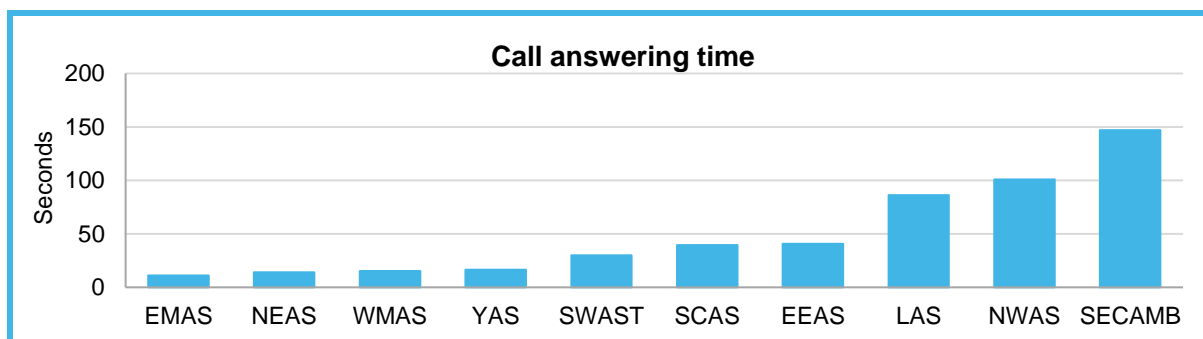 Call answering time
200
150
100
50
0
Seconds
EMAS NEAS WMAS YAS SWAST SCAS EEAS LAS NWAS SECAMB